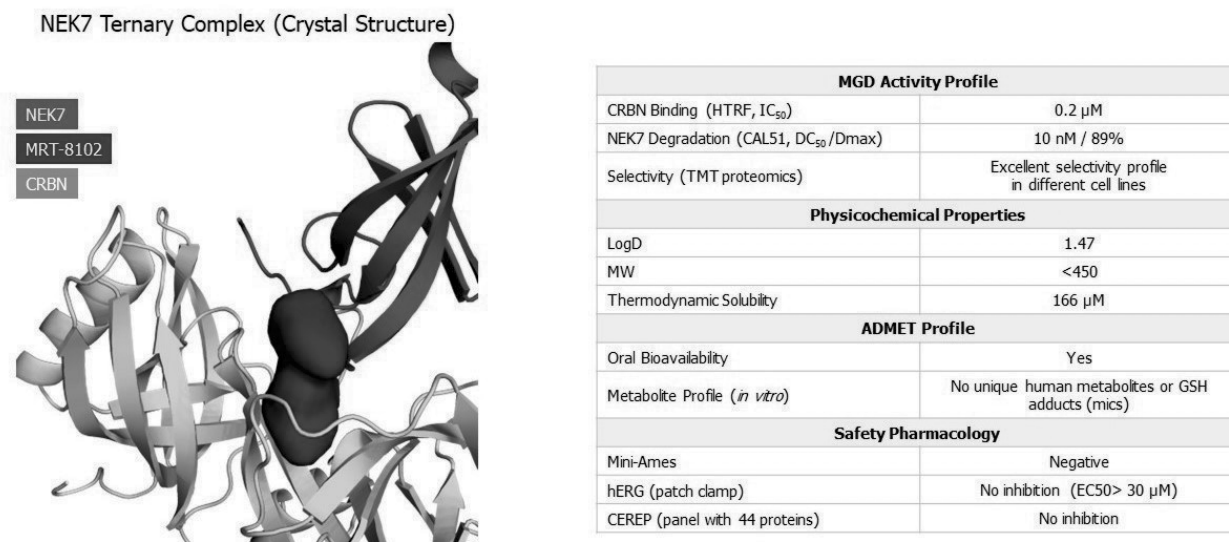 NEK7 Ternary Complex (Crystal Structure)
NEK7
MRT-8102
CRBN
MGD Activity Profile
CRBN Binding (HTRF, IC50) 0.2 µM
NEK7 Degradation (CAL51, DC50/Dmax) 10 nM / 89%
Selectivity (TMT proteomics) Excellent selectivity profile
in different cell lines
Physicochemical Properties
LogD 1.47
MW <450
Thermodynamic Solubility 166 µM
ADMET Profile
Oral Bioavailability Yes
Metabolite Profile (in vitro) No unique human metabolites or GSH
adducts (mics)
Safety Pharmacology
Mini-Ames Negative
hERG (patch clamp) No inhibition (EC50> 30 µM)
CEREP (panel with 44 proteins) No inhibition